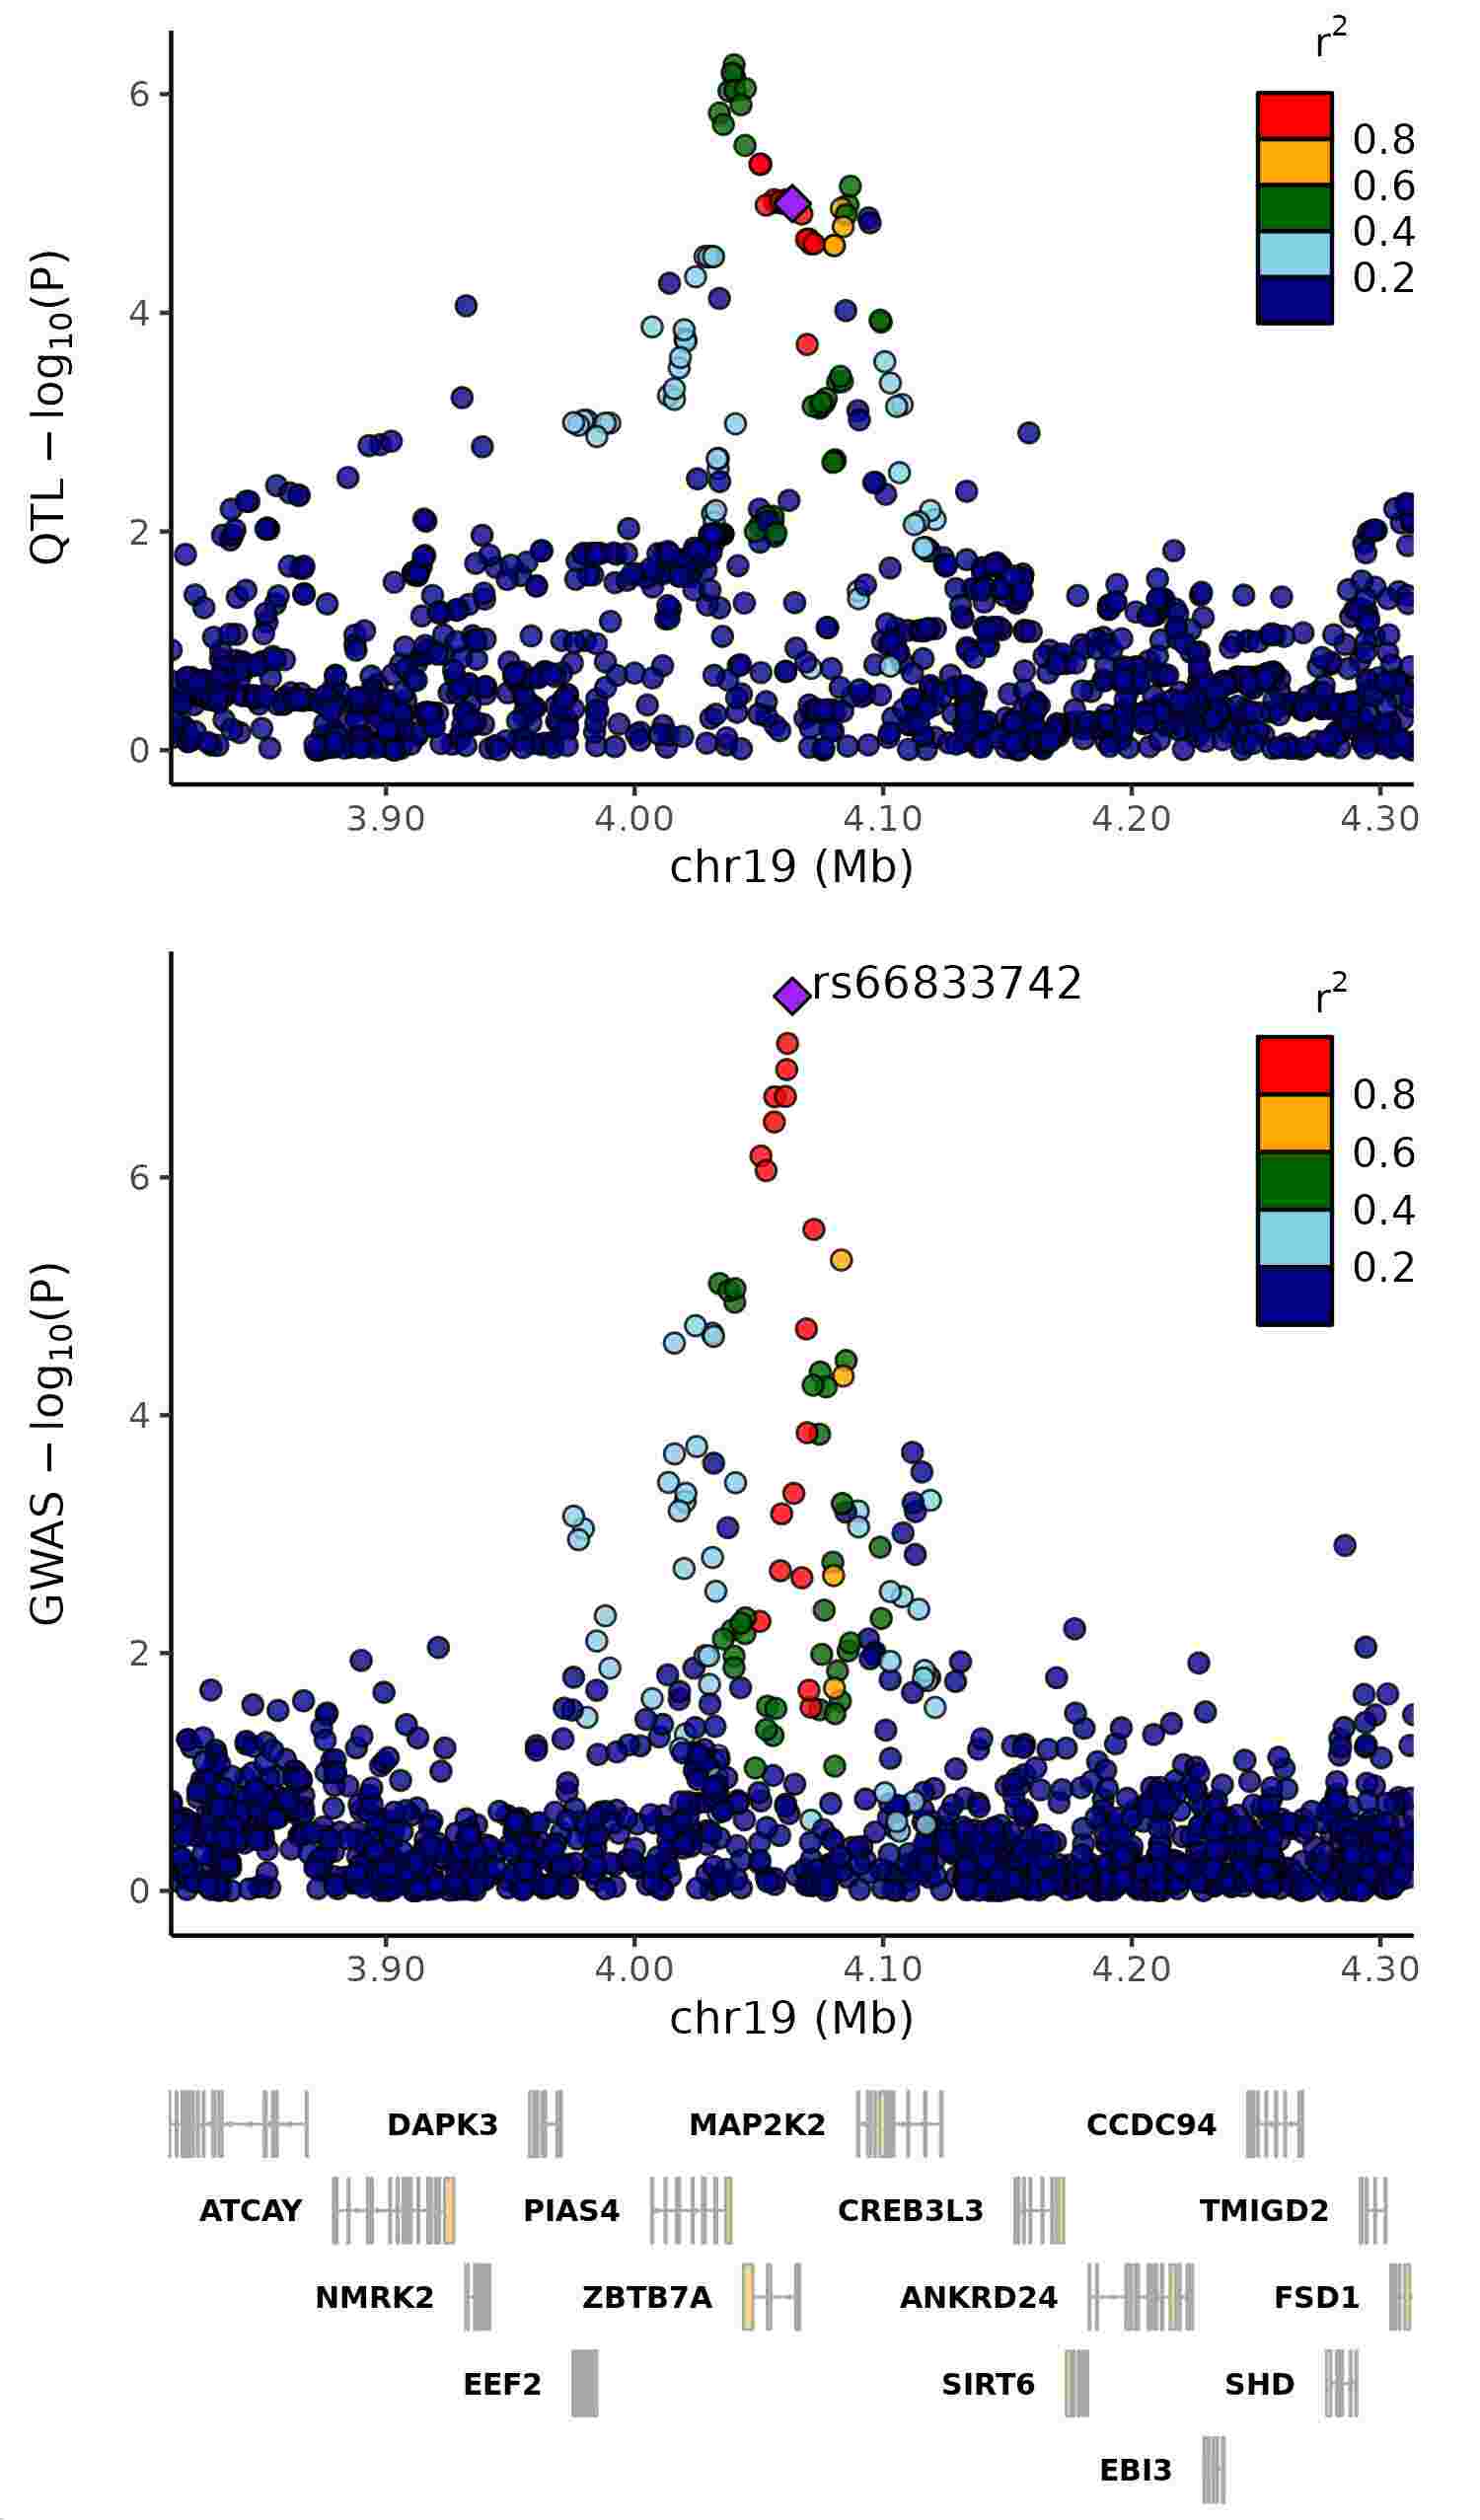 r²
6
4
2
0
0.8
0.6
0.4
0.2
QTL −log₁₀(P)
3.90 4.00 4.10 4.20 4.30
chr19 (Mb)
rs66833742
r²
6
4
2
0
0.8
0.6
0.4
0.2
GWAS −log₁₀(P)
3.90 4.00 4.10 4.20 4.30
chr19 (Mb)
DAPK3 MAP2K2 CCDC94
ATCAY PIAS4 CREB3L3 TMIGD2
NMRK2 ZBTB7A ANKRD24 FSD1
EEF2 SIRT6 SHD
EBI3